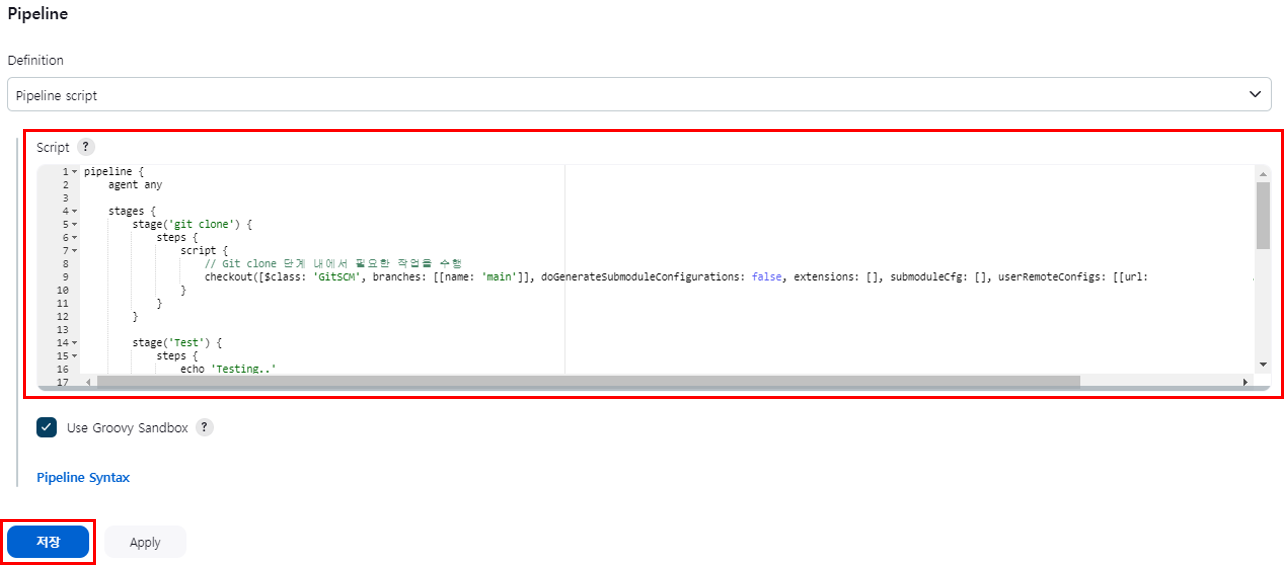 Pipeline
Definition
Pipeline script
Script ?
1 pipeline {
2 agent any
3
4 stages {
5 stage('git clone') {
6 steps {
7 script {
8 // Git clone 단계 내에서 필요한 작업을 수행
9 checkout([$class: 'GitSCM', branches: [[name: 'main']], doGenerateSubmoduleConfigurations: false, extensions: [], submoduleCfg: [], userRemoteConfigs: [[url:
10 }
11 }
12 }
13
14 stage('Test') {
15 steps {
16 echo 'Testing..'
17
Use Groovy Sandbox ?
Pipeline Syntax
저장 Apply